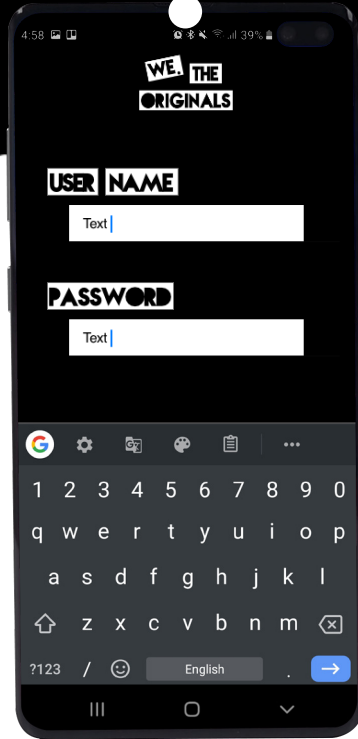 4:58 39%
WE. THE
ORIGINALS
USER NAME
Text
PASSWORD
Text
G
1 2 3 4 5 6 7 8 9 0
q w e r t y u i o p
a s d f g h j k l
z x c v b n m
?123 / English .